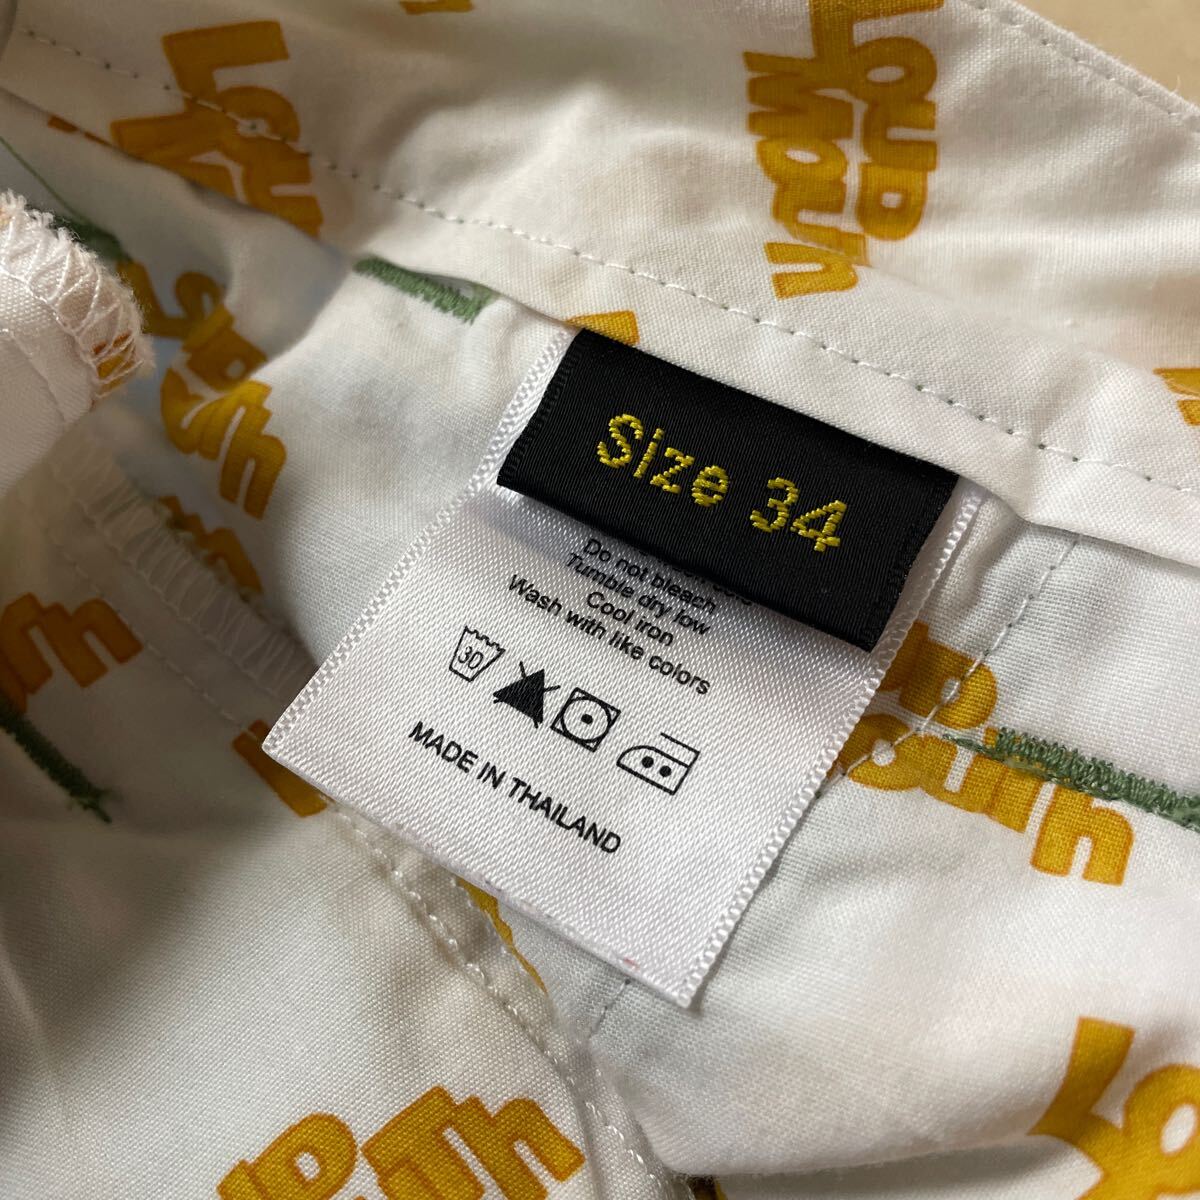 LOUD
MOUTH
Size 34
Do not bleach
Tumble dry low
Cool iron
Wash with like colors
30
MADE IN THAILAND